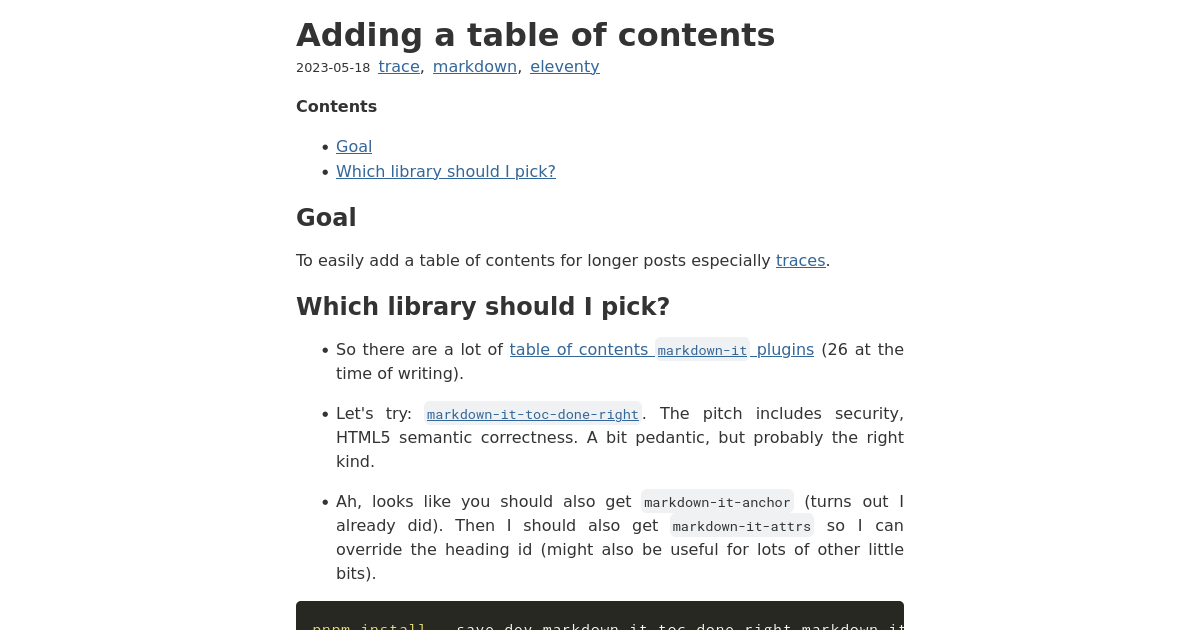 Adding a table of contents
2023-05-18 trace, markdown, eleventy
Contents
• Goal
• Which library should I pick?
Goal
To easily add a table of contents for longer posts especially traces.
Which library should I pick?
• So there are a lot of table of contents markdown-it plugins (26 at the
time of writing).
• Let's try: markdown-it-toc-done-right. The pitch includes security,
HTML5 semantic correctness. A bit pedantic, but probably the right
kind.
• Ah, looks like you should also get markdown-it-anchor (turns out I
already did). Then I should also get markdown-it-attrs so I can
override the heading id (might also be useful for lots of other little
bits).
pnpm install --save-dev markdown-it-toc-done-right markdown-it